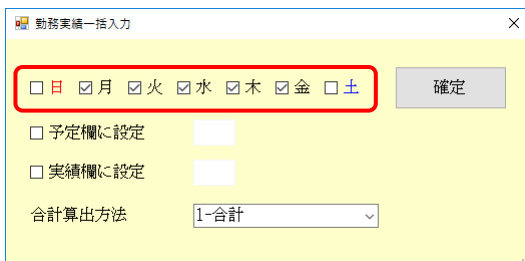 勤務実績一括入力
日 月 火 水 木 金 土 確定
予定欄に設定
実績欄に設定
合計算出方法 1-合計